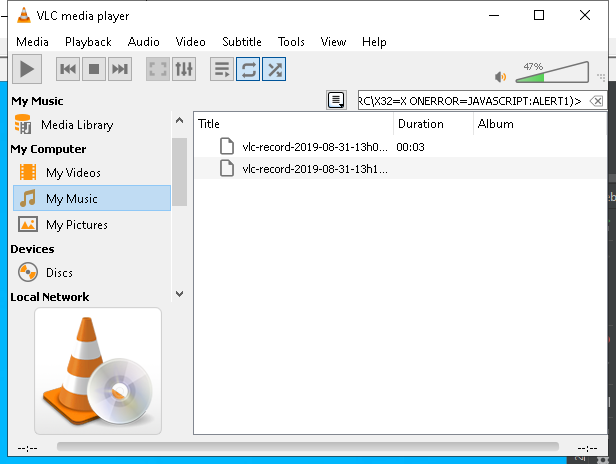 VLC media player
Media Playback Audio Video Subtitle Tools View Help
47%
My Music
RC\X32=X ONERROR=JAVASCRIPT:ALERT1)>
Media Library
Title Duration Album
My Computer
vlc-record-2019-08-31-13h0... 00:03
My Videos
vlc-record-2019-08-31-13h1...
My Music
My Pictures
Devices
Discs
Local Network
--:-- --:--